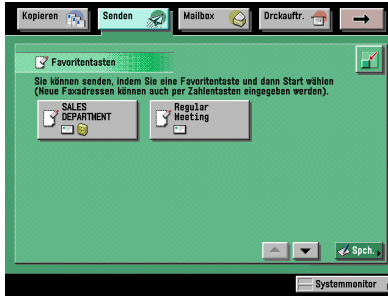 Kopieren Senden Mailbox Drckauftr.
Favoritentasten
Sie können senden, indem Sie eine Favoritentaste und dann Start wählen
(Neue Faxadressen können auch per Zahlentasten eingegeben werden).
SALES
DEPARTMENT
Regular
Meeting
Spch.
Systemmonitor